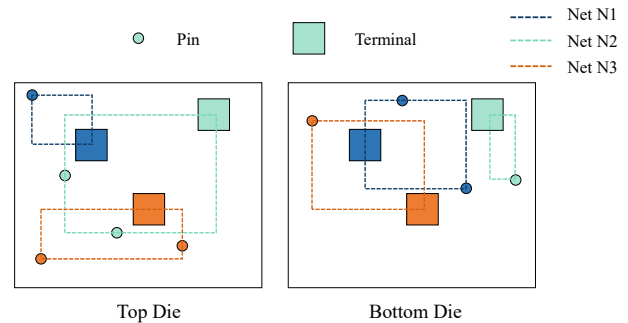 Pin
Terminal
Net N1
Net N2
Net N3
Top Die
Bottom Die